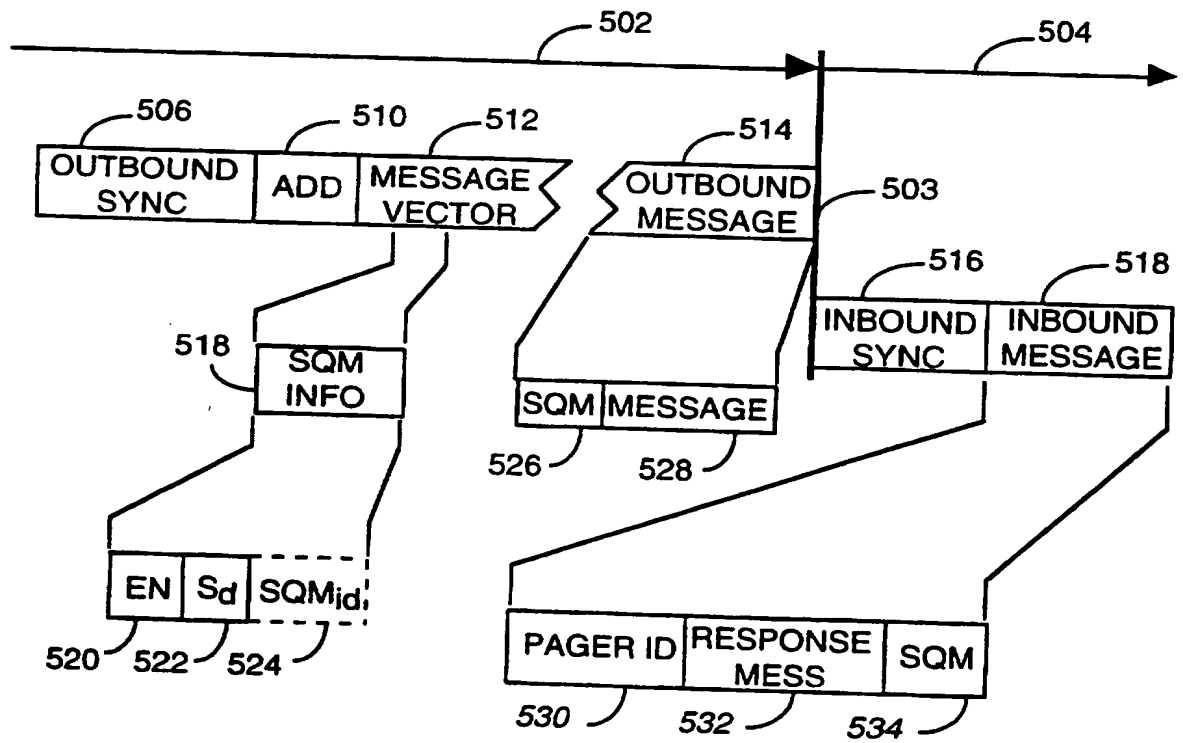 502
504
506
510
512
514
OUTBOUND
SYNC
ADD
MESSAGE
VECTOR
OUTBOUND
MESSAGE
503
516
518
INBOUND
SYNC
INBOUND
MESSAGE
518
SQM
INFO
SQM
MESSAGE
526
528
EN
Sd
SQMid
520
522
524
PAGER ID
RESPONSE
MESS
SQM
530
532
534